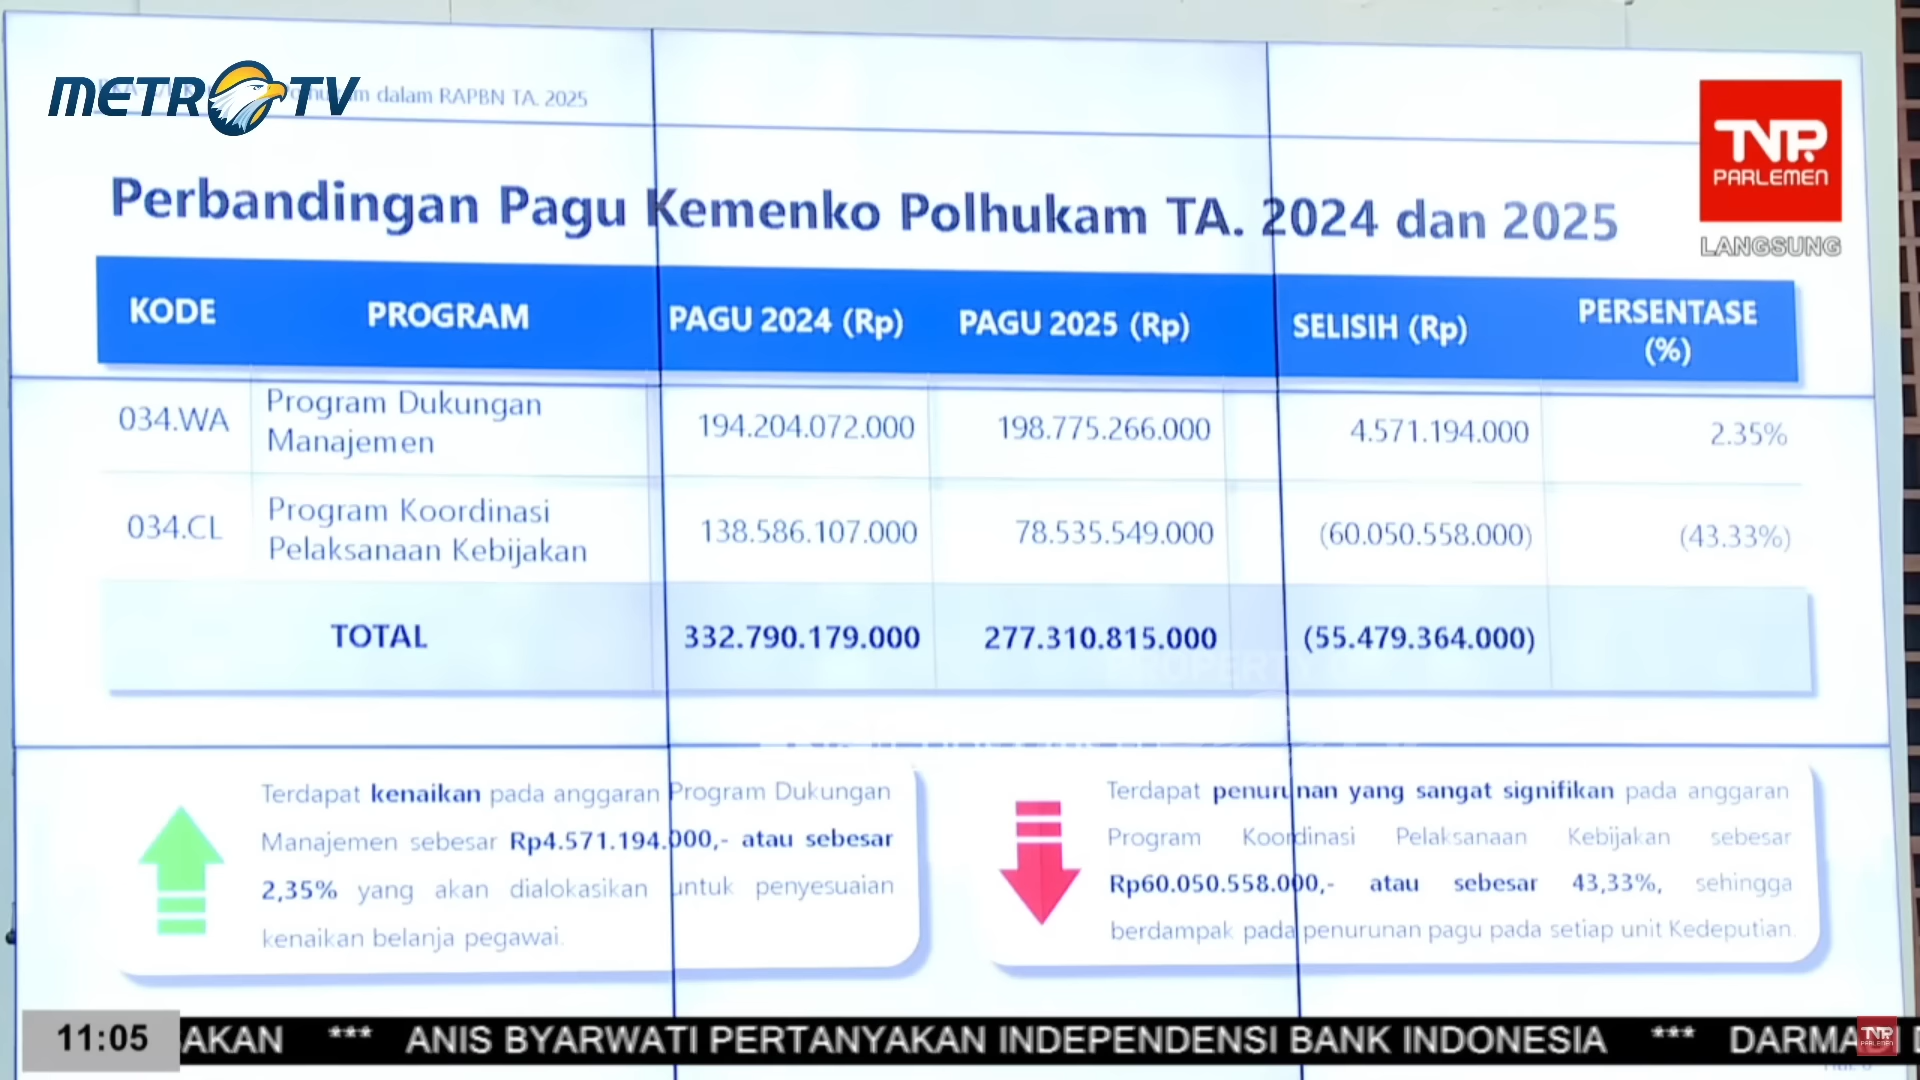 METRO TV
dalam RAPBN TA. 2025
TVR
PARLEMEN
LANGSUNG
Perbandingan Pagu Kemenko Polhukam TA. 2024 dan 2025
KODE PROGRAM PAGU 2024 (Rp) PAGU 2025 (Rp) SELISIH (Rp) PERSENTASE (%)
034.WA Program Dukungan Manajemen 194.204.072.000 198.775.266.000 4.571.194.000 2.35%
034.CL Program Koordinasi Pelaksanaan Kebijakan 138.586.107.000 78.535.549.000 (60.050.558.000) (43.33%)
TOTAL 332.790.179.000 277.310.815.000 (55.479.364.000)
Terdapat kenaikan pada anggaran Program Dukungan
Manajemen sebesar Rp4.571.194.000,- atau sebesar
2,35% yang akan dialokasikan untuk penyesuaian
kenaikan belanja pegawai.
Terdapat penurunan yang sangat signifikan pada anggaran
Program Koordinasi Pelaksanaan Kebijakan sebesar
Rp60.050.558.000,- atau sebesar 43,33%, sehingga
berdampak pada penurunan pagu pada setiap unit Kedeputian.
11:05 AKAN *** ANIS BYARWATI PERTANYAKAN INDEPENDENSI BANK INDONESIA *** DARMA
TVR
PARLEMEN